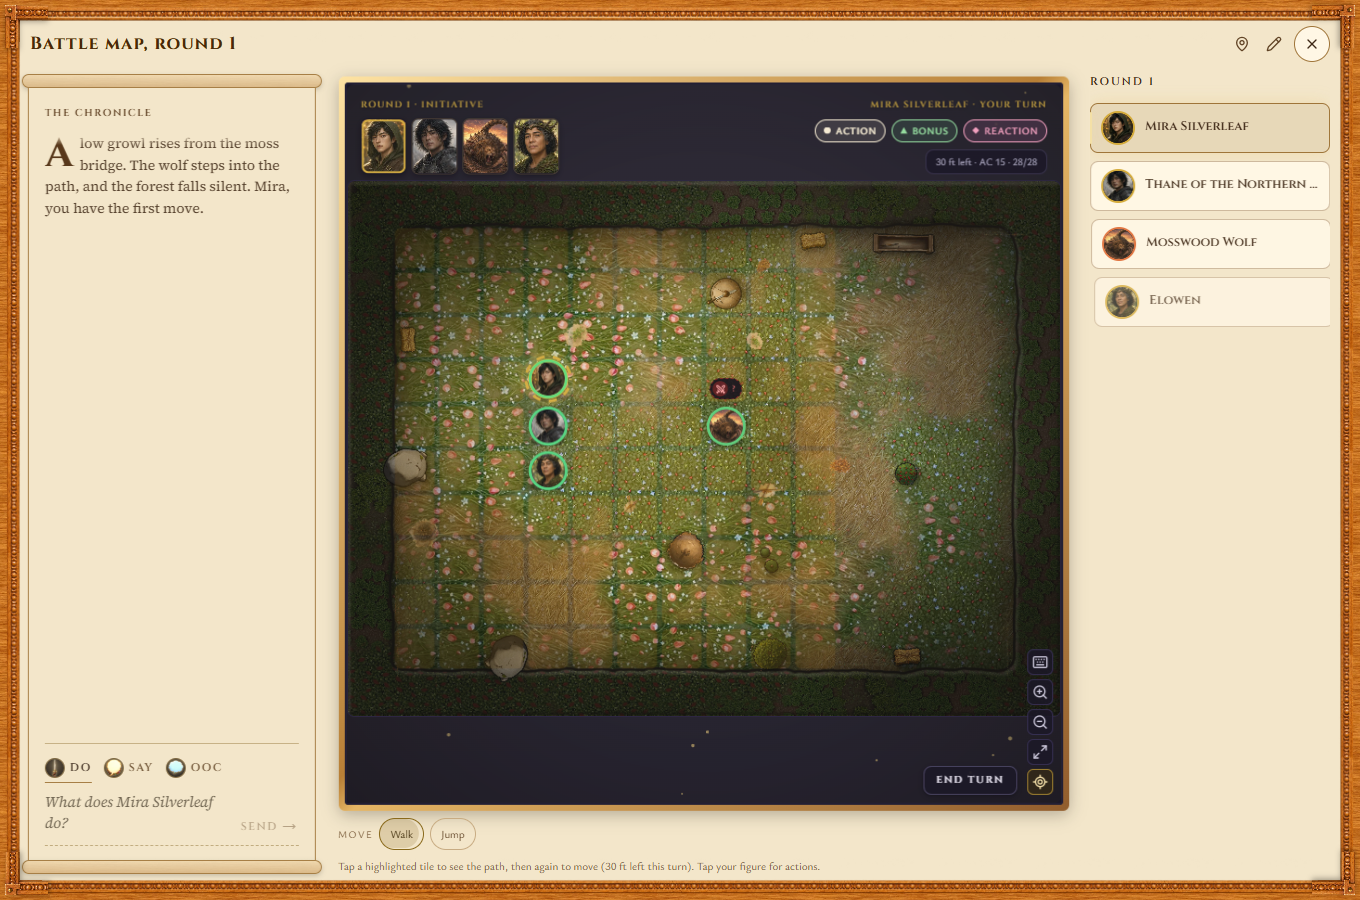 Battle map, round 1
THE CHRONICLE
A low growl rises from the moss
bridge. The wolf steps into the
path, and the forest falls silent. Mira,
you have the first move.
DO SAY OOC
What does Mira Silverleaf
do?
SEND →
ROUND 1 · INITIATIVE
MIRA SILVERLEAF · YOUR TURN
ACTION BONUS REACTION
30 ft left · AC 15 · 28/28
END TURN
MOVE Walk Jump
Tap a highlighted tile to see the path, then again to move (30 ft left this turn). Tap your figure for actions.
ROUND 1
Mira Silverleaf
Thane of the Northern ...
Mosswood Wolf
Elowen